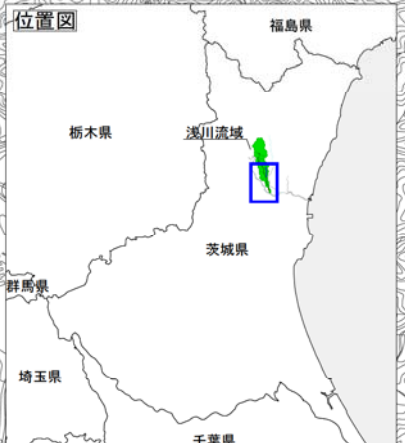 位置図
福島県
栃木県
浅川流域
茨城県
群馬県
埼玉県
千葉県